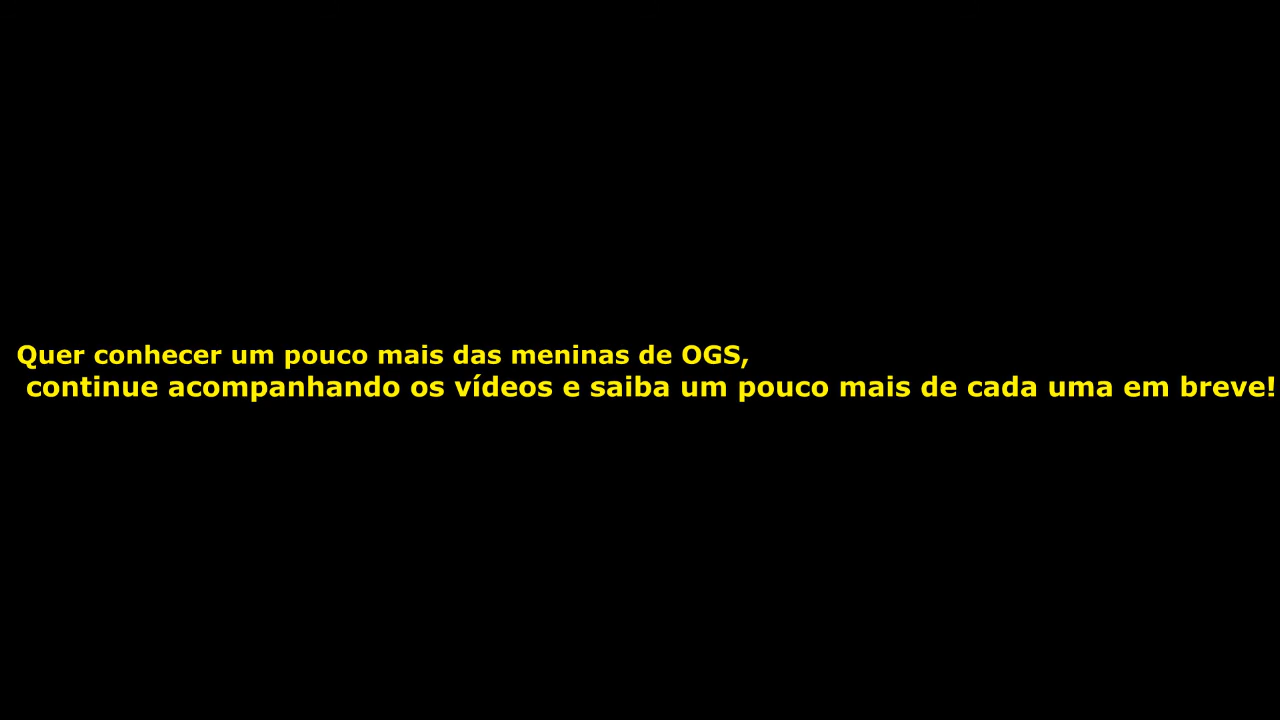 Quer conhecer um pouco mais das meninas de OGS,
continue acompanhando os vídeos e saiba um pouco mais de cada uma em breve!